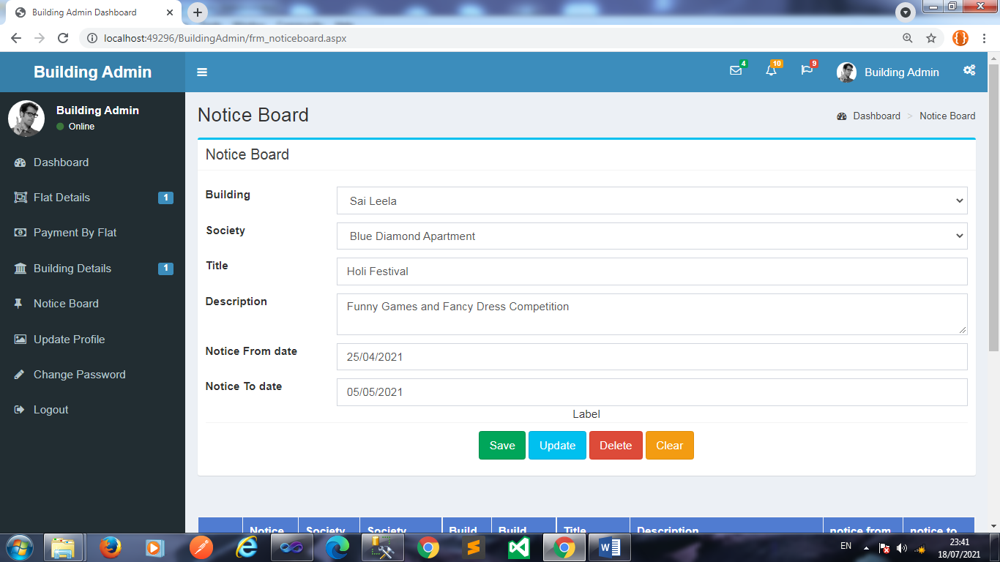 Building Admin Dashboard
localhost:49296/BuildingAdmin/frm_noticeboard.aspx
Building Admin
4
10
9
Building Admin
Building Admin
Online
Notice Board
Dashboard > Notice Board
Dashboard
Flat Details 1
Payment By Flat
Building Details 1
Notice Board
Update Profile
Change Password
Logout
Notice Board
Building
Sai Leela
Society
Blue Diamond Apartment
Title
Holi Festival
Description
Funny Games and Fancy Dress Competition
Notice From date
25/04/2021
Notice To date
05/05/2021
Label
Save Update Delete Clear
Notice Society Society Build Build Title Description notice from notice to
EN
23:41
18/07/2021